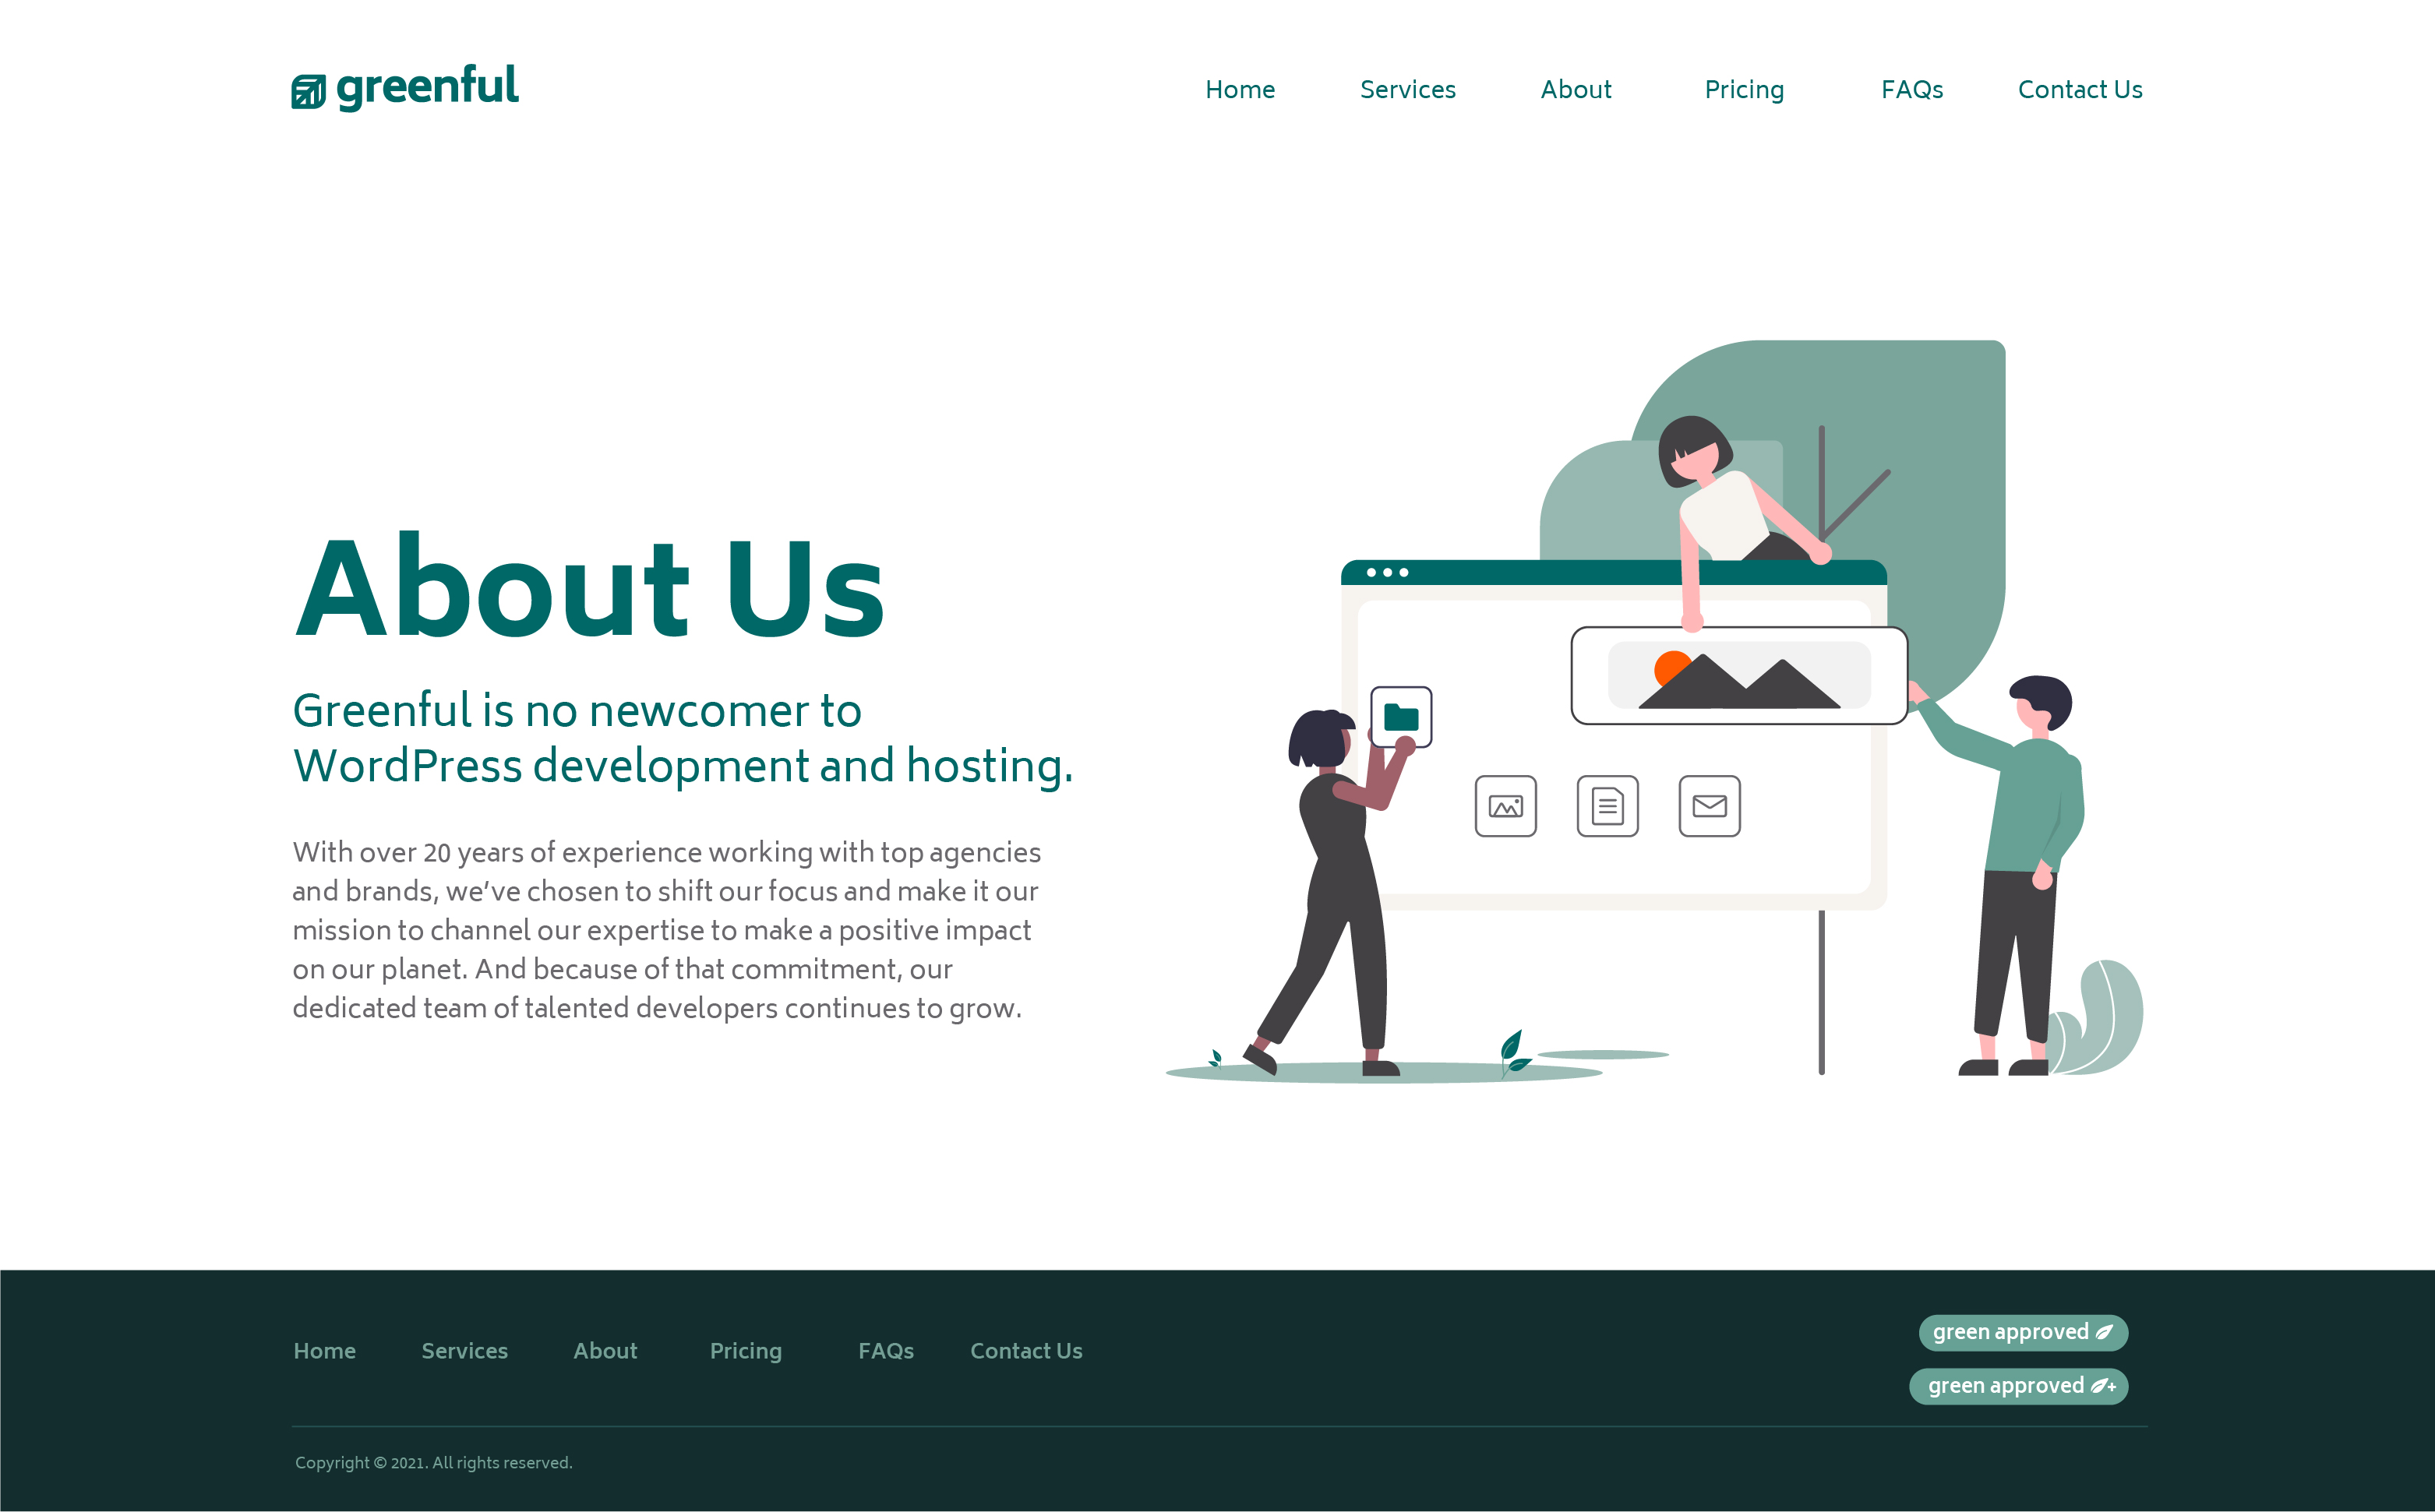 greenful
Home Services About Pricing FAQs Contact Us
About Us
Greenful is no newcomer to
WordPress development and hosting.
With over 20 years of experience working with top agencies
and brands, we’ve chosen to shift our focus and make it our
mission to channel our expertise to make a positive impact
on our planet. And because of that commitment, our
dedicated team of talented developers continues to grow.
Home Services About Pricing FAQs Contact Us
green approved
green approved +
Copyright © 2021. All rights reserved.